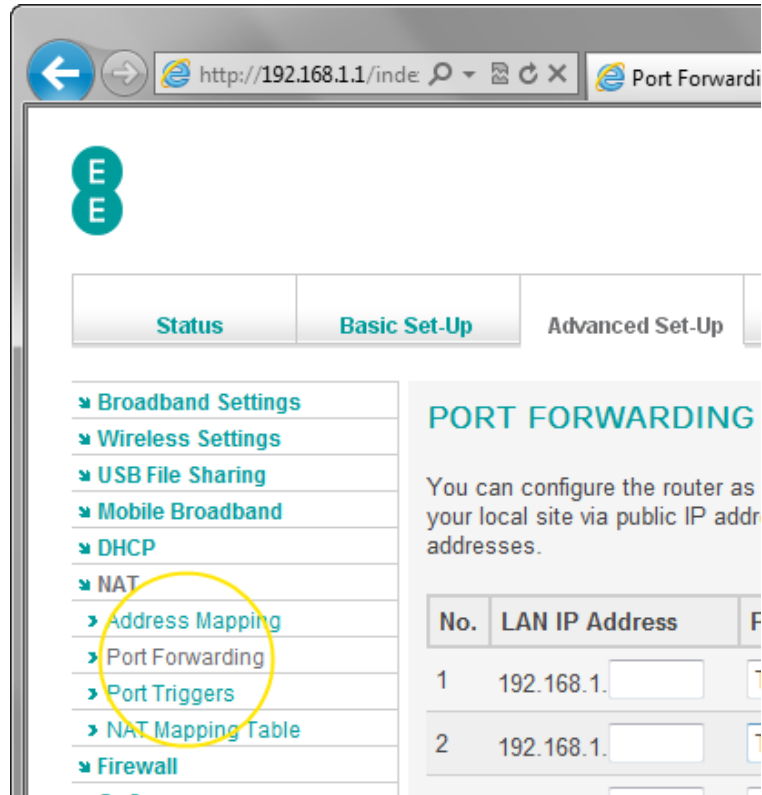 http://192.168.1.1/inde
Port Forwardi
E
E
Status
Basic Set-Up
Advanced Set-Up
Broadband Settings
Wireless Settings
USB File Sharing
Mobile Broadband
DHCP
NAT
Address Mapping
Port Forwarding
Port Triggers
NAT Mapping Table
Firewall
PORT FORWARDING
You can configure the router as
your local site via public IP addr
addresses.
No. LAN IP Address
1 192.168.1.
2 192.168.1.